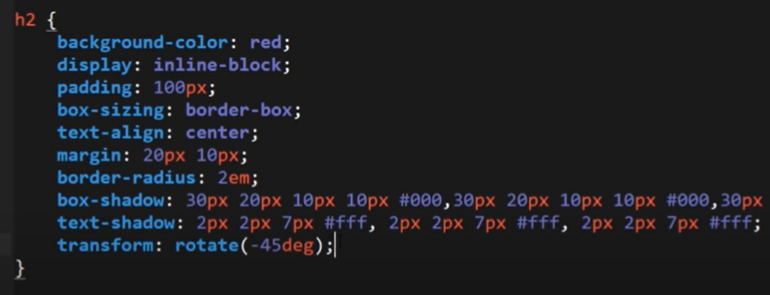 h2 {
background-color: red;
display: inline-block;
padding: 100px;
box-sizing: border-box;
text-align: center;
margin: 20px 10px;
border-radius: 2em;
box-shadow: 30px 20px 10px 10px #000,30px 20px 10px 10px #000,30px
text-shadow: 2px 2px 7px #fff, 2px 2px 7px #fff, 2px 2px 7px #fff;
transform: rotate(-45deg);
}